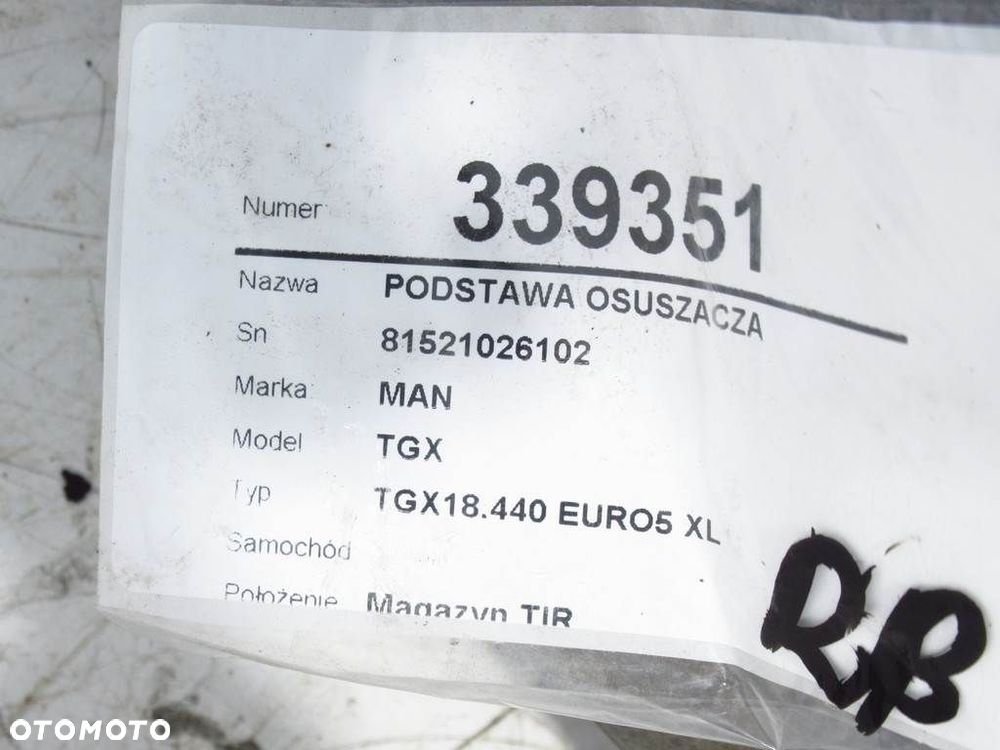 Numer 339351
Nazwa PODSTAWA OSUSZACZA
Sn 81521026102
Marka MAN
Model TGX
Typ TGX18.440 EURO5 XL
Samochód
Położenie Magazyn TIR
OTOMOTO